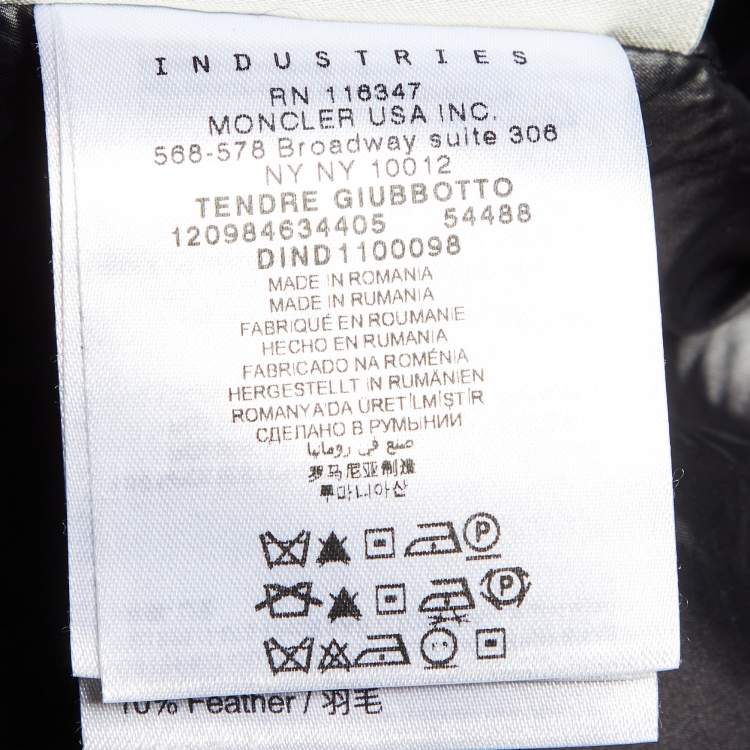 INDUSTRIES
RN 116347
MONCLER USA INC.
568-578 Broadway suite 306
NY NY 10012
TENDRE GIUBBOTTO
120984634405 54488
DIND1100098
MADE IN ROMANIA
MADE IN RUMANIA
FABRIQUÉ EN ROUMANIE
HECHO EN RUMANIA
FABRICADO NA ROMÉNIA
HERGESTELLT IN RUMÄNIEN
ROMANYA'DA ÜRETİLMİŞTİR
СДЕЛАНО В РУМЫНИИ
صنع في رومانيا
罗马尼亚制造
루마니아산
P
P
10% Feather / 羽毛